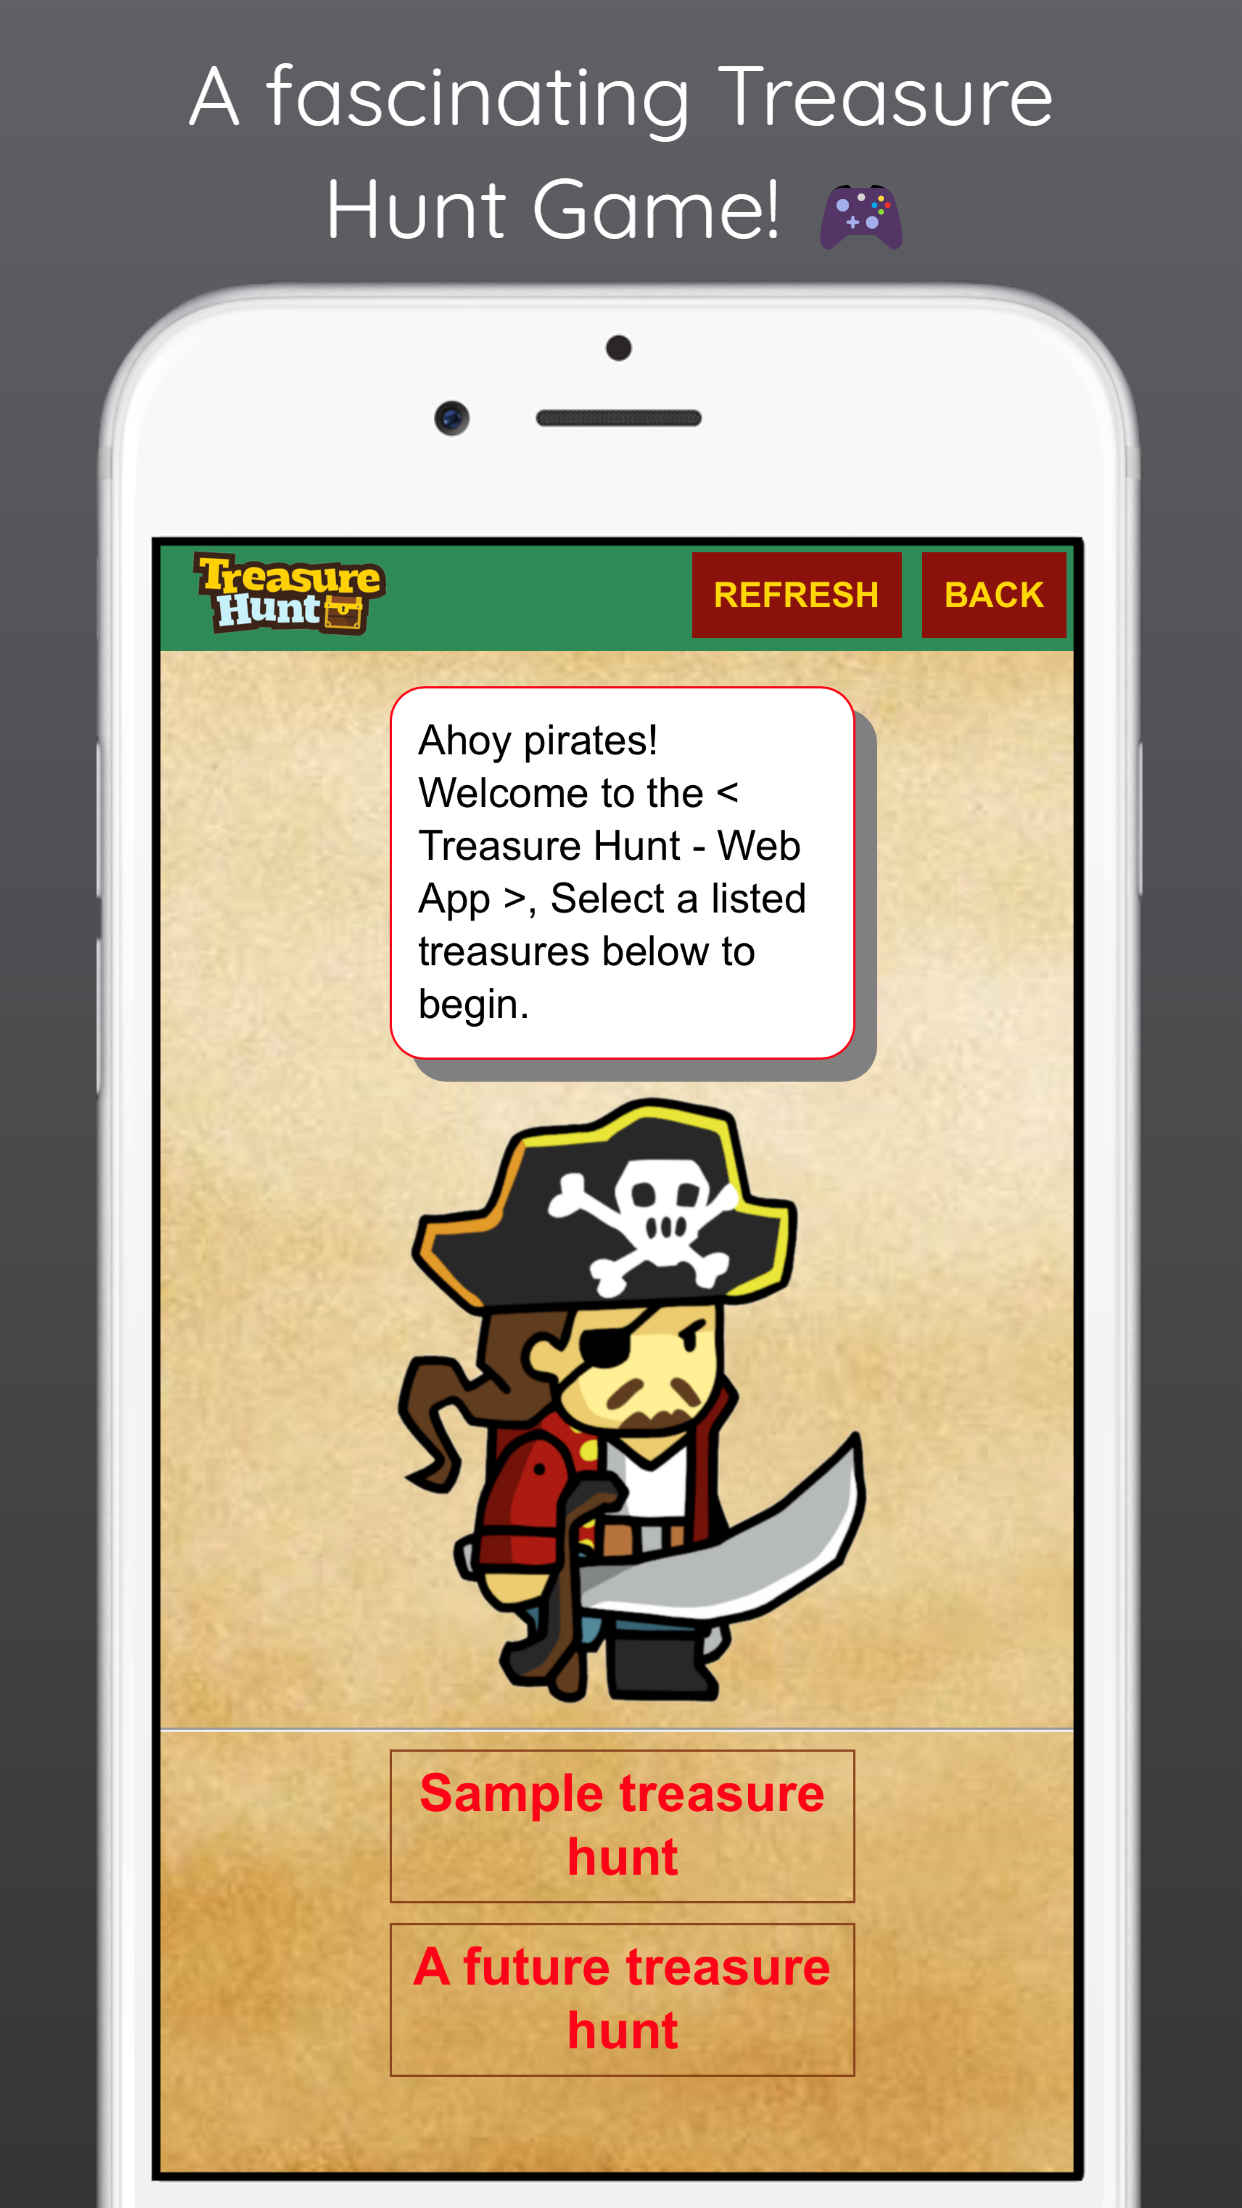 A fascinating Treasure
Hunt Game! 🎮
Treasure
Hunt
REFRESH
BACK
Ahoy pirates!
Welcome to the <
Treasure Hunt - Web
App >, Select a listed
treasures below to
begin.
Sample treasure
hunt
A future treasure
hunt